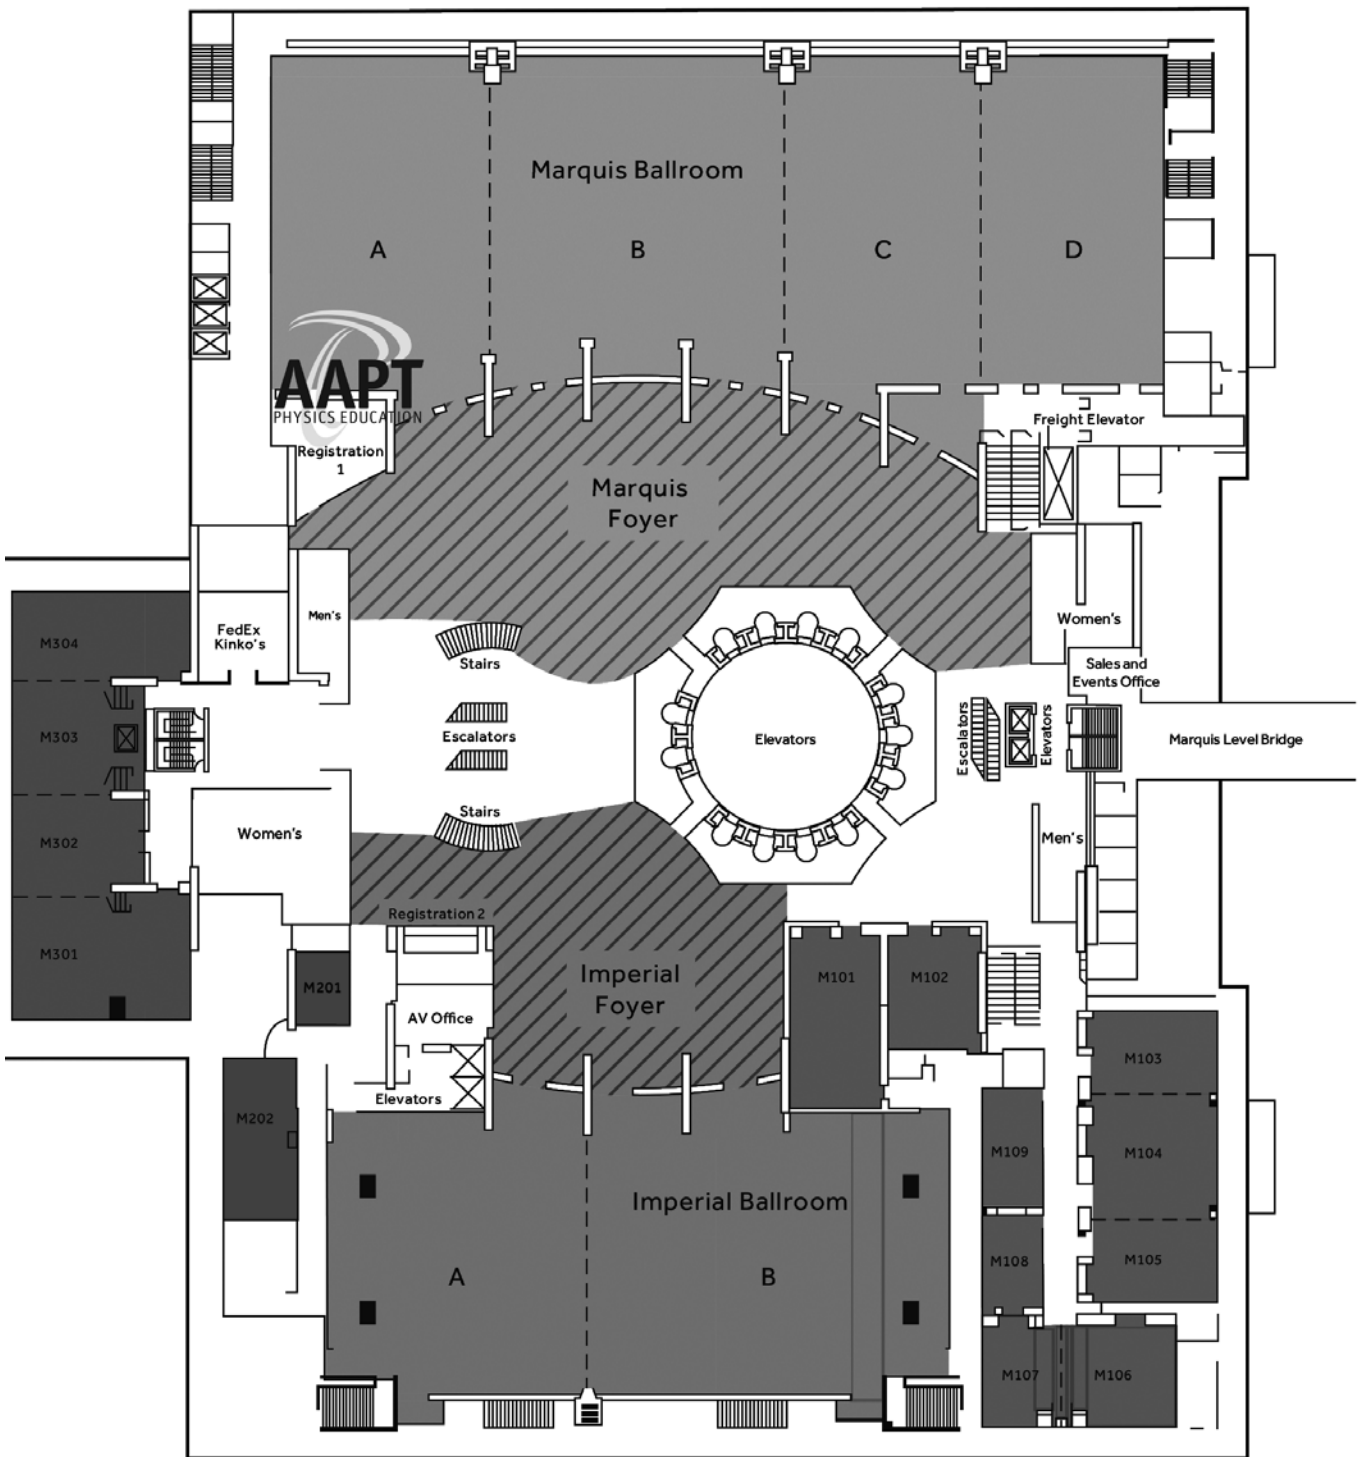 Marquis Ballroom
A
B
C
D
AAPT
PHYSICS EDUCATION
Registration
1
Freight Elevator
Marquis
Foyer
M304
FedEx
Kinko's
Men's
Women's
Stairs
Sales and
Events Office
M303
Escalators
Elevators
Escalators
Elevators
Marquis Level Bridge
Stairs
M302
Women's
Men's
Registration 2
M301
M201
Imperial
Foyer
M101
M102
AV Office
M103
Elevators
M202
M109
M104
Imperial Ballroom
A
B
M108
M105
M107
M106